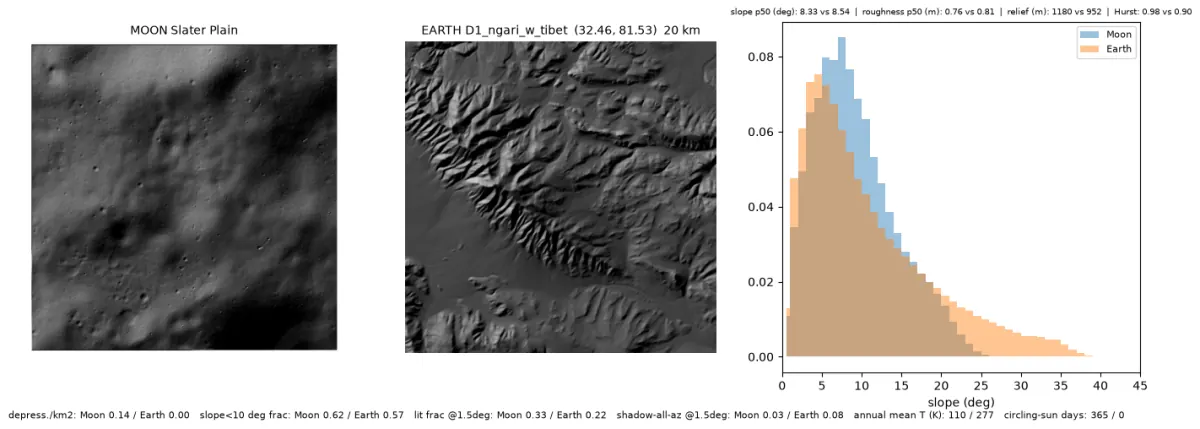 slope p50 (deg): 8.33 vs 8.54 | roughness p50 (m): 0.76 vs 0.81 | relief (m): 1180 vs 952 | Hurst: 0.98 vs 0.90
MOON Slater Plain
EARTH D1_ngari_w_tibet (32.46, 81.53) 20 km
Moon
Earth
0.08
0.06
0.04
0.02
0.00
0 5 10 15 20 25 30 35 40 45
slope (deg)
depress./km2: Moon 0.14 / Earth 0.00 slope<10 deg frac: Moon 0.62 / Earth 0.57 lit frac @1.5deg: Moon 0.33 / Earth 0.22 shadow-all-az @1.5deg: Moon 0.03 / Earth 0.08 annual mean T (K): 110 / 277 circling-sun days: 365 / 0